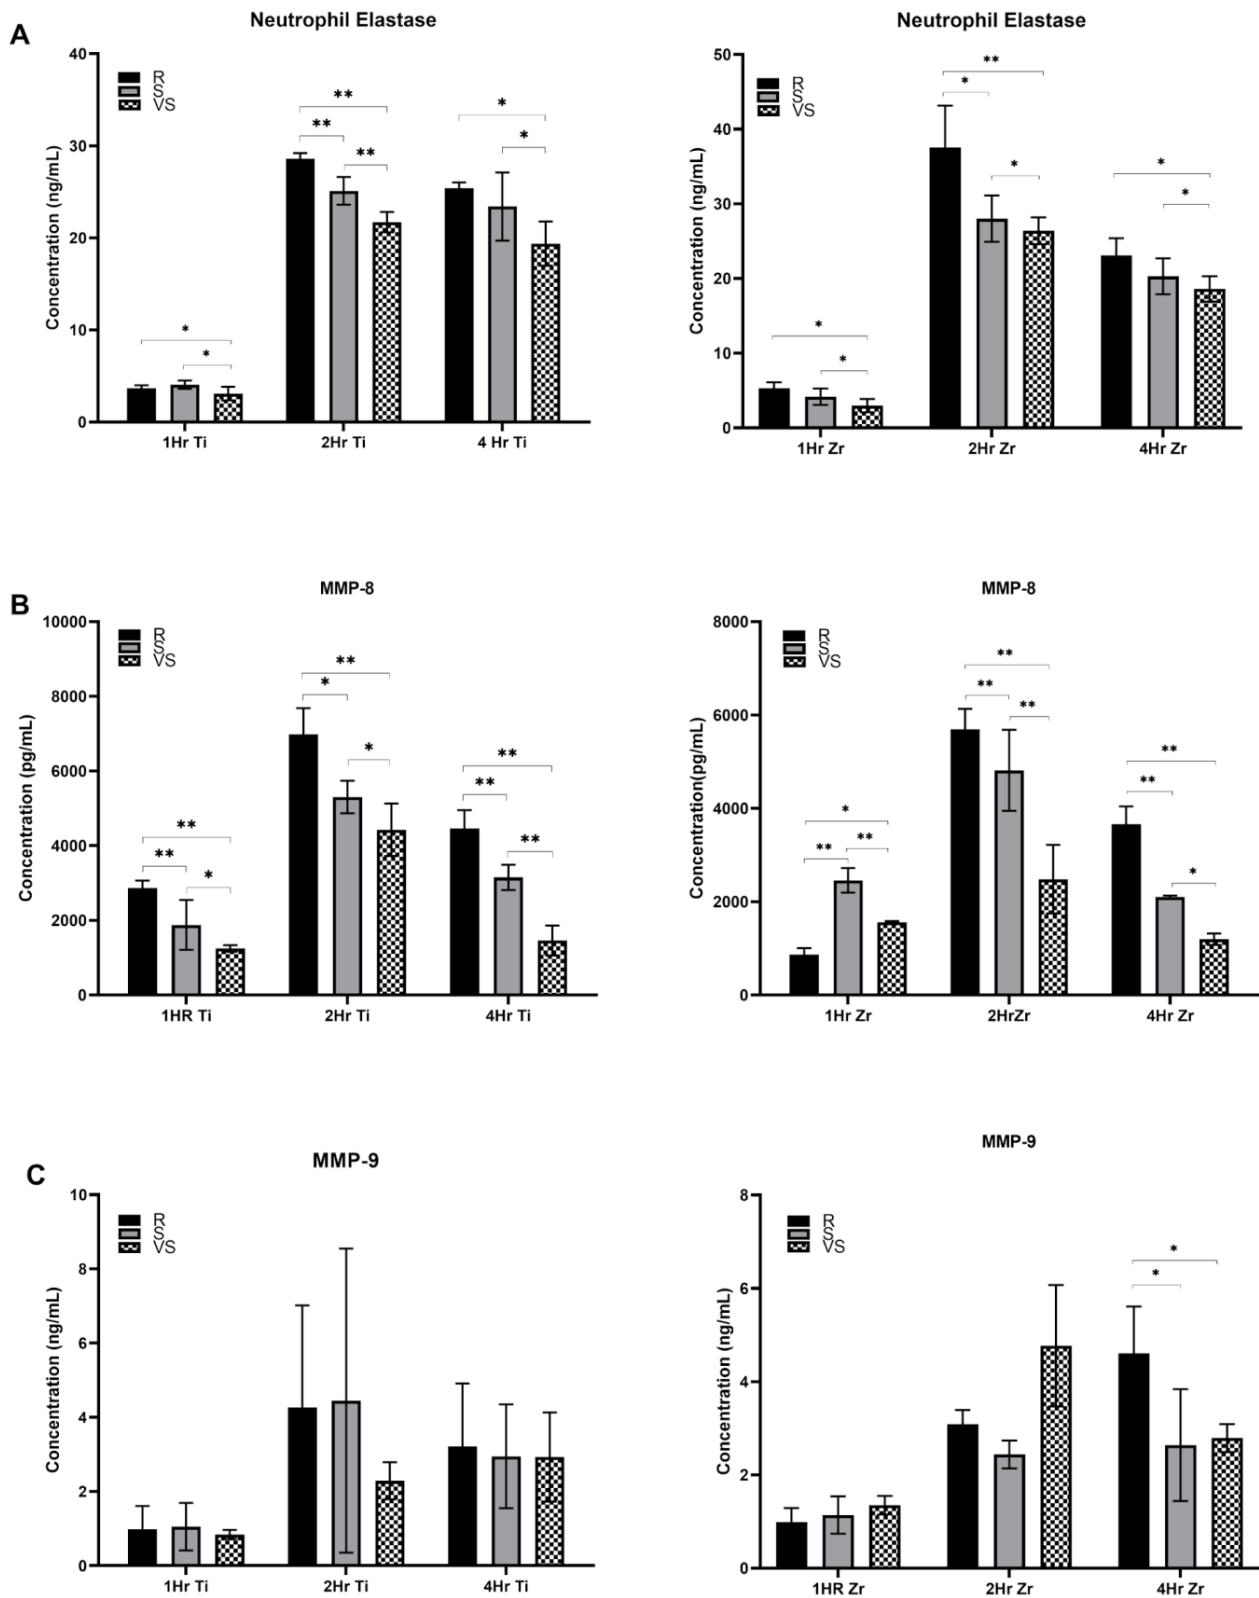 A
Neutrophil Elastase
Concentration (ng/mL)
40
30
20
10
0
R
S
VS
* * ** ** ** * *
1Hr Ti 2Hr Ti 4 Hr Ti
Neutrophil Elastase
Concentration (ng/mL)
50
40
30
20
10
0
R
S
VS
* * ** * * * *
1Hr Zr 2Hr Zr 4Hr Zr
B
MMP-8
Concentration (pg/mL)
10000
8000
6000
4000
2000
0
R
S
VS
** ** * ** * * ** ** **
1HR Ti 2Hr Ti 4Hr Ti
MMP-8
Concentration(pg/mL)
8000
6000
4000
2000
0
R
S
VS
* ** ** ** ** ** ** ** *
1Hr Zr 2HrZr 4Hr Zr
C
MMP-9
Concentration (ng/mL)
10
8
6
4
2
0
R
S
VS
1Hr Ti 2Hr Ti 4Hr Ti
MMP-9
Concentration (ng/mL)
8
6
4
2
0
R
S
VS
* *
1HR Zr 2Hr Zr 4Hr Zr